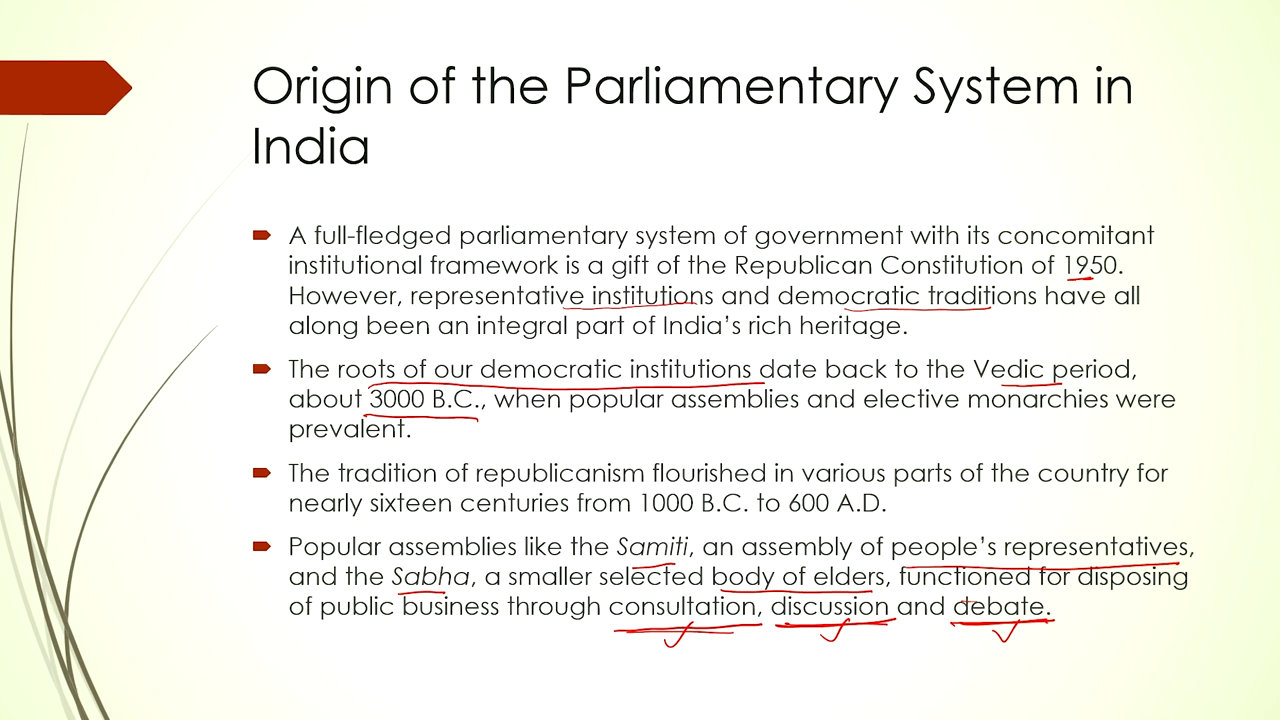 Origin of the Parliamentary System in
India
A full-fledged parliamentary system of government with its concomitant
institutional framework is a gift of the Republican Constitution of 1950.
However, representative institutions and democratic traditions have all
along been an integral part of India's rich heritage.
The roots of our democratic institutions date back to the Vedic period,
about 3000 B.C., when popular assemblies and elective monarchies were
prevalent.
The tradition of republicanism flourished in various parts of the country for
nearly sixteen centuries from 1000 B.C. to 600 A.D.
Popular assemblies like the Samiti, an assembly of people's representatives,
and the Sabha, a smaller selected body of elders, functioned for disposing
of public business through consultation, discussion and debate.